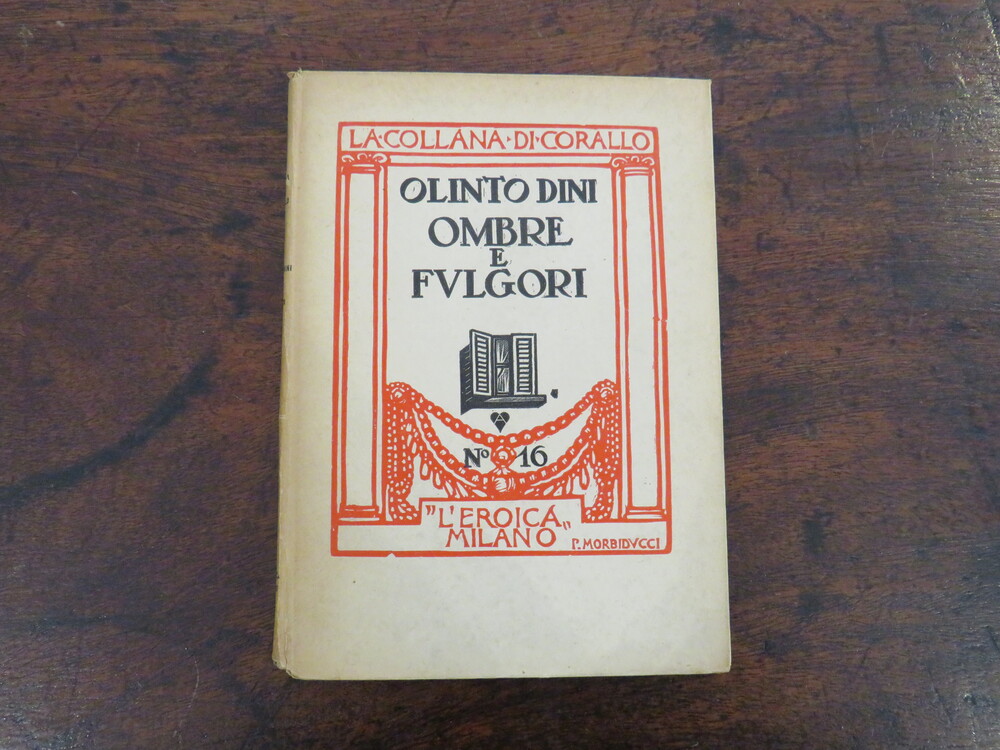 LA·COLLANA·DI·CORALLO
OLINTO DINI
OMBRE
E
FVLGORI
A
Nº 16
"L'EROICA"
MILANO
P. MORBIDVCCI